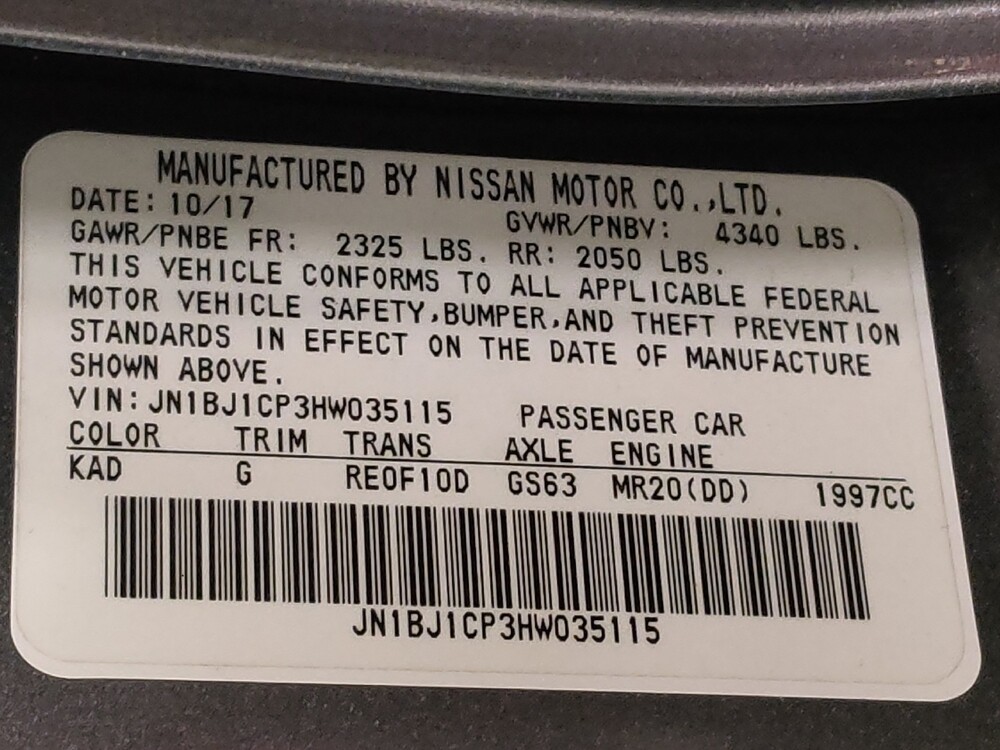 MANUFACTURED BY NISSAN MOTOR CO.,LTD.
DATE: 10/17 GVWR/PNBV: 4340 LBS.
GAWR/PNBE FR: 2325 LBS. RR: 2050 LBS.
THIS VEHICLE CONFORMS TO ALL APPLICABLE FEDERAL
MOTOR VEHICLE SAFETY,BUMPER,AND THEFT PREVENTION
STANDARDS IN EFFECT ON THE DATE OF MANUFACTURE
SHOWN ABOVE.
VIN: JN1BJ1CP3HW035115 PASSENGER CAR
COLOR TRIM TRANS AXLE ENGINE
KAD G RE0F10D GS63 MR20(DD) 1997CC
JN1BJ1CP3HW035115